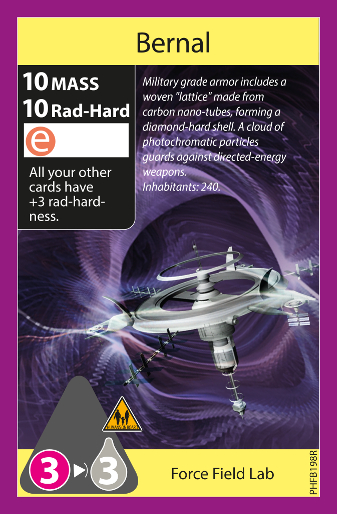 Bernal
10 MASS
10 Rad-Hard
e
All your other
cards have
+3 rad-hard-
ness.
Military grade armor includes a
woven "lattice" made from
carbon nano-tubes, forming a
diamond-hard shell. A cloud of
photochromatic particles
guards against directed-energy
weapons.
Inhabitants: 240.
3 3
Force Field Lab
PHFB198R